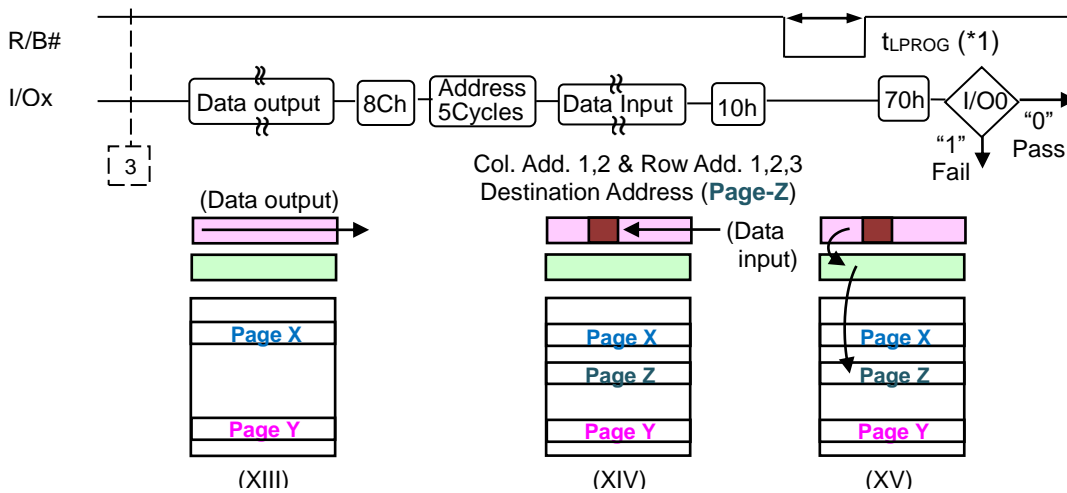 R/B#
tLPROG (*1)
I/Ox
Data output
8Ch
Address
5Cycles
Data Input
10h
70h
I/O0
“0”
Pass
“1”
Fail
3
Col. Add. 1,2 & Row Add. 1,2,3
Destination Address (Page-Z)
(Data output)
(Data
input)
Page X
Page Y
(XIII)
Page X
Page Z
Page Y
(XIV)
Page X
Page Z
Page Y
(XV)